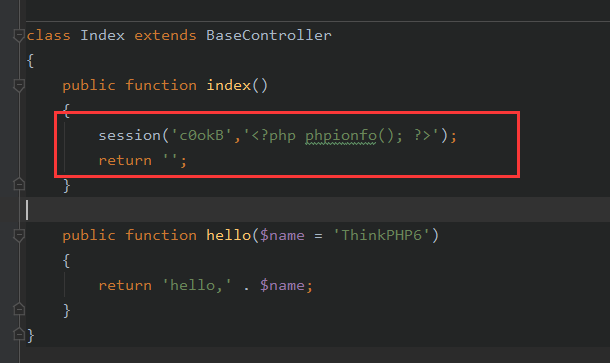 class Index extends BaseController
{
public function index()
{
session('c0okB','<?php phpionfo(); ?>');
return '';
}
public function hello($name = 'ThinkPHP6')
{
return 'hello,' . $name;
}
}